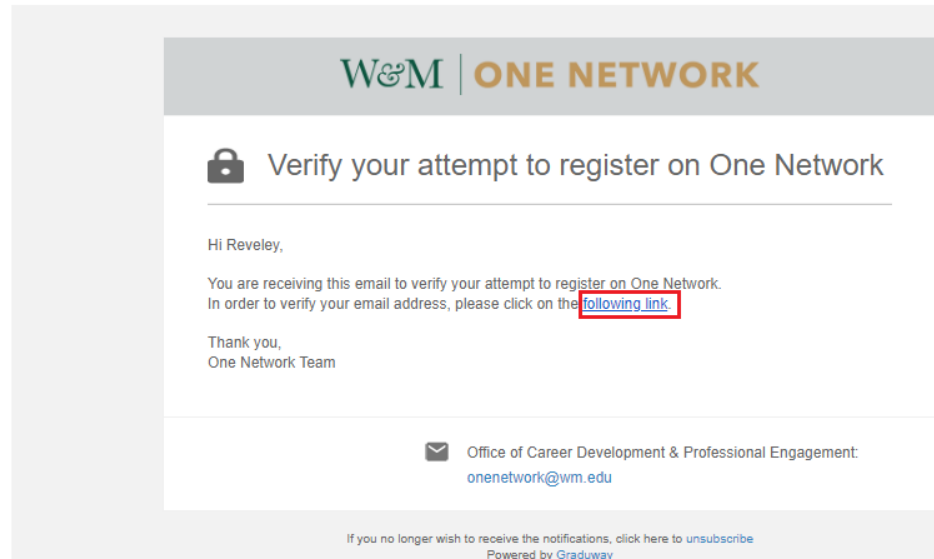 W&M | ONE NETWORK
Verify your attempt to register on One Network
Hi Reveley,
You are receiving this email to verify your attempt to register on One Network.
In order to verify your email address, please click on the following link.
Thank you,
One Network Team
Office of Career Development & Professional Engagement:
onenetwork@wm.edu
If you no longer wish to receive the notifications, click here to unsubscribe
Powered by Graduway